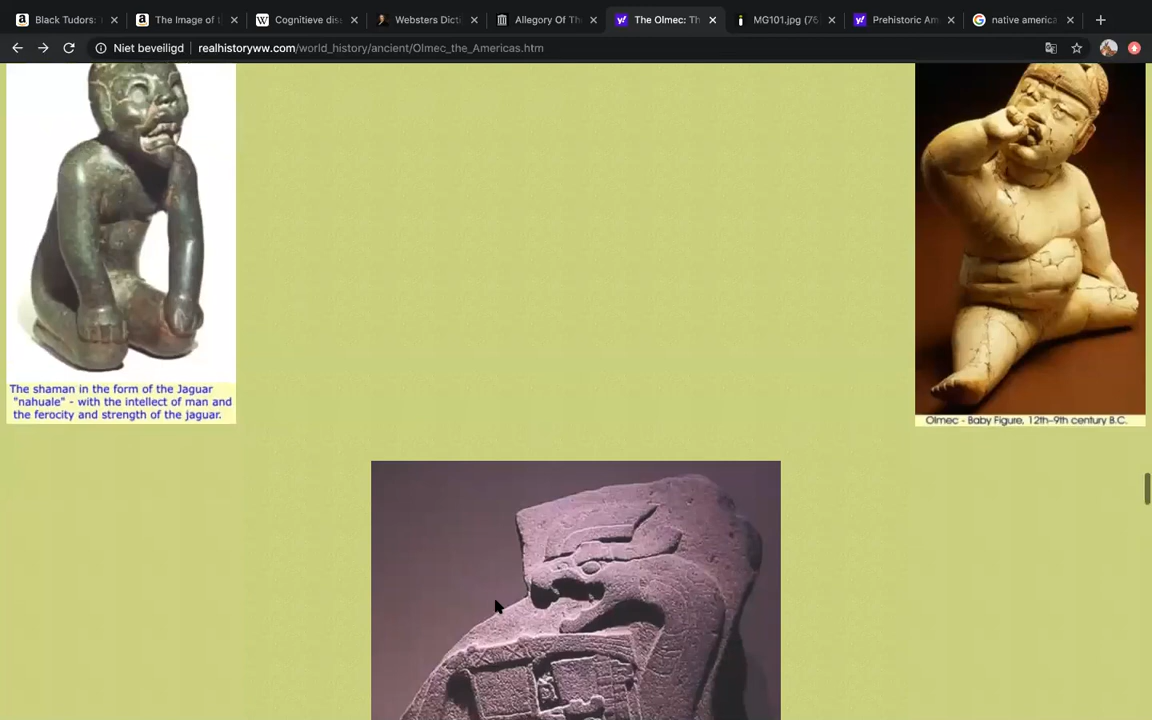 Black Tudors:
The Image of
Cognitieve dis
Websters Dicti
Allegory Of Th
The Olmec: Th
MG101.jpg (76
Prehistoric Am
native america
Niet beveiligd
realhistoryww.com/world_history/ancient/Olmec_the_Americas.htm
The shaman in the form of the Jaguar
"nahuale" - with the intellect of man and
the ferocity and strength of the jaguar.
Olmec - Baby Figure, 12th-9th century B.C.